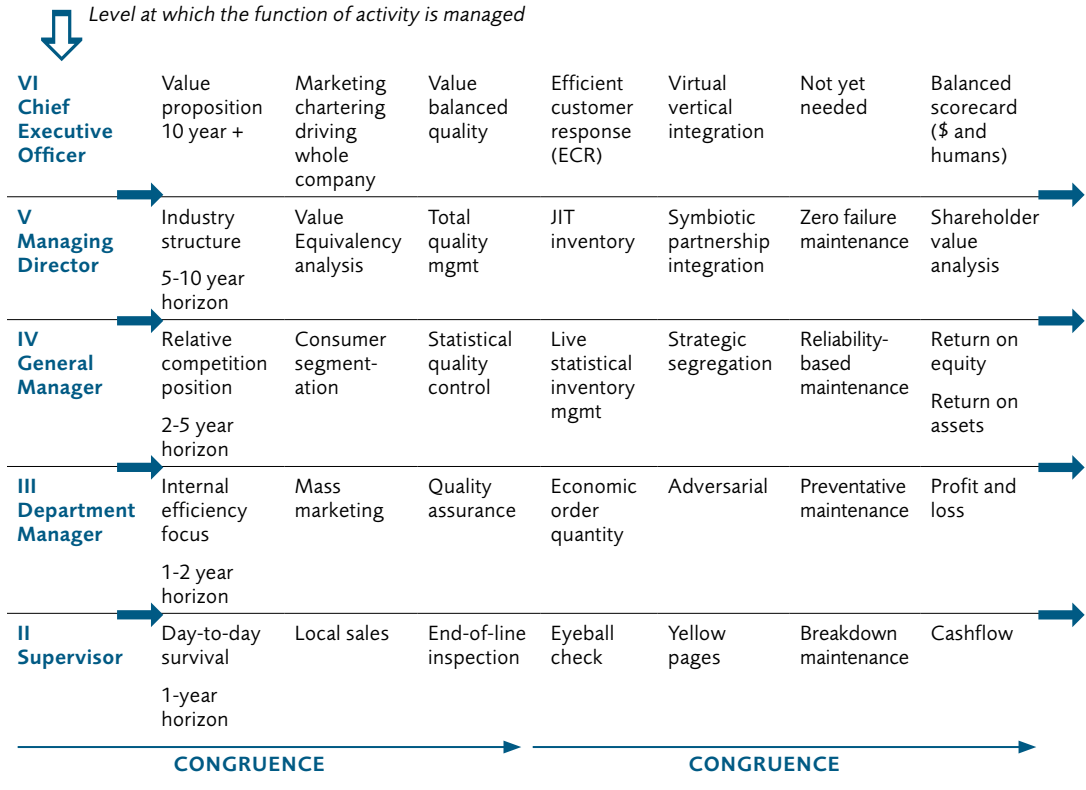 Level at which the function of activity is managed
VI
Chief
Executive
Officer
Value
proposition
10 year +
Marketing
chartering
driving
whole
company
Value
balanced
quality
Efficient
customer
response
(ECR)
Virtual
vertical
integration
Not yet
needed
Balanced
scorecard
($ and
humans)
V
Managing
Director
Industry
structure
5-10 year
horizon
Value
Equivalency
analysis
Total
quality
mgmt
JIT
inventory
Symbiotic
partnership
integration
Zero failure
maintenance
Shareholder
value
analysis
IV
General
Manager
Relative
competition
position
2-5 year
horizon
Consumer
segment-
ation
Statistical
quality
control
Live
statistical
inventory
mgmt
Strategic
segregation
Reliability-
based
maintenance
Return on
equity
Return on
assets
III
Department
Manager
Internal
efficiency
focus
1-2 year
horizon
Mass
marketing
Quality
assurance
Economic
order
quantity
Adversarial
Preventative
maintenance
Profit and
loss
II
Supervisor
Day-to-day
survival
1-year
horizon
Local sales
End-of-line
inspection
Eyeball
check
Yellow
pages
Breakdown
maintenance
Cashflow
CONGRUENCE
CONGRUENCE